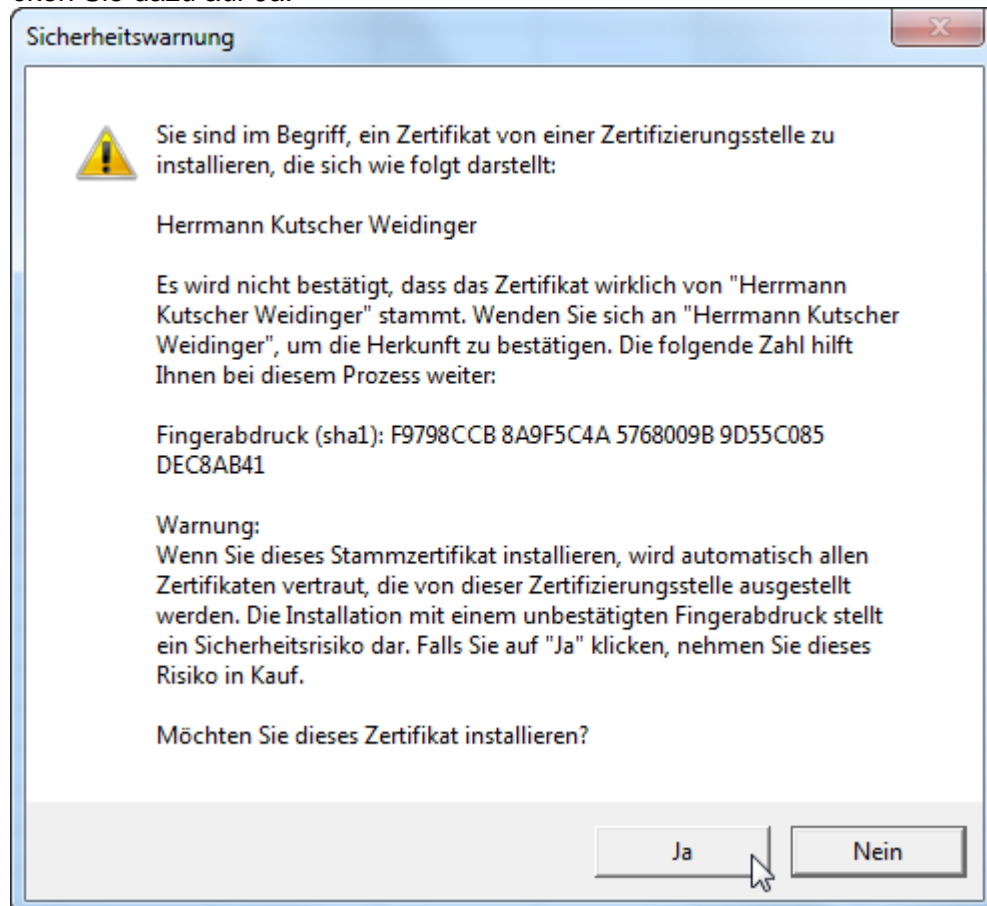 cken Sie dazu auf Ja.
Sicherheitswarnung
Sie sind im Begriff, ein Zertifikat von einer Zertifizierungsstelle zu
installieren, die sich wie folgt darstellt:
Herrmann Kutscher Weidinger
Es wird nicht bestätigt, dass das Zertifikat wirklich von "Herrmann
Kutscher Weidinger" stammt. Wenden Sie sich an "Herrmann Kutscher
Weidinger", um die Herkunft zu bestätigen. Die folgende Zahl hilft
Ihnen bei diesem Prozess weiter:
Fingerabdruck (sha1): F9798CCB 8A9F5C4A 5768009B 9D55C085
DEC8AB41
Warnung:
Wenn Sie dieses Stammzertifikat installieren, wird automatisch allen
Zertifikaten vertraut, die von dieser Zertifizierungsstelle ausgestellt
werden. Die Installation mit einem unbestätigten Fingerabdruck stellt
ein Sicherheitsrisiko dar. Falls Sie auf "Ja" klicken, nehmen Sie dieses
Risiko in Kauf.
Möchten Sie dieses Zertifikat installieren?
Ja Nein